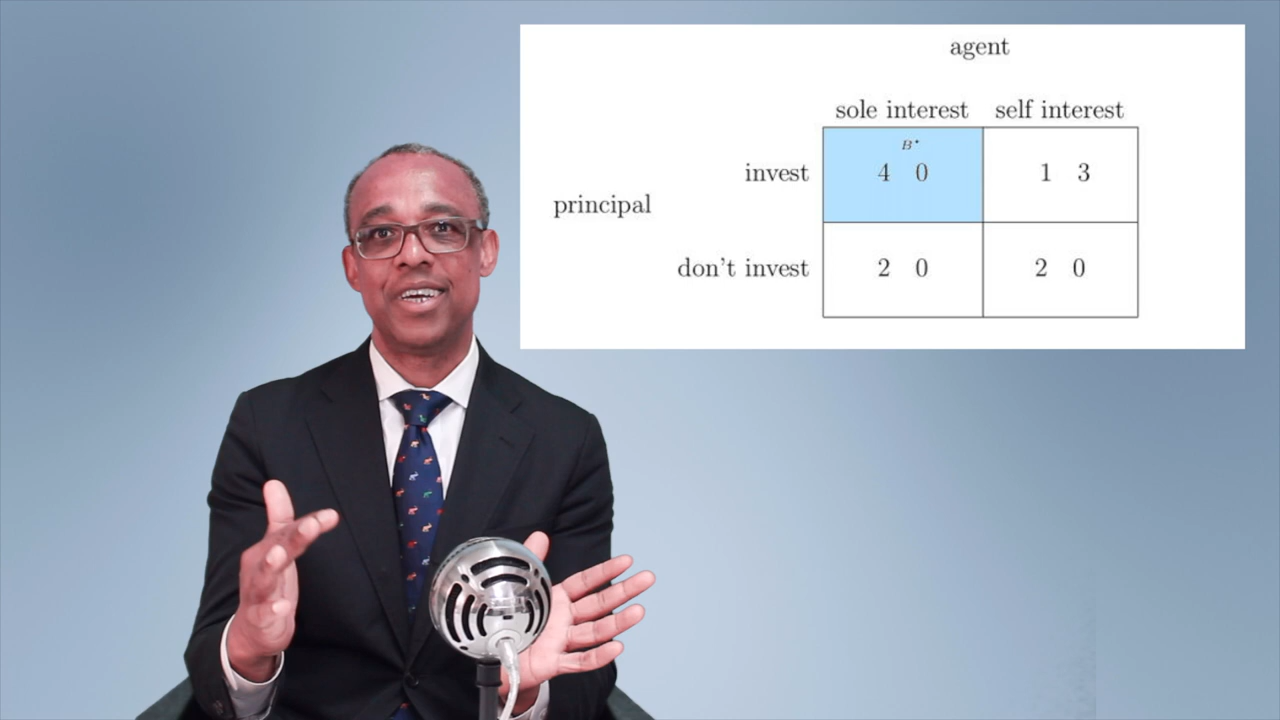 agent
sole interest self interest
B*
invest 4 0 1 3
principal
don't invest 2 0 2 0